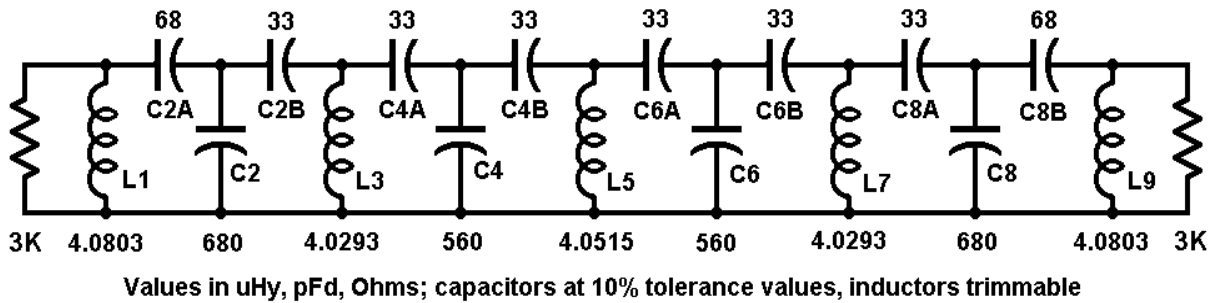 68 33 33 33 33 33 33 68
C2A C2B C4A C4B C6A C6B C8A C8B
L1 C2 L3 C4 L5 C6 L7 C8 L9
3K 4.0803 680 4.0293 560 4.0515 560 4.0293 680 4.0803 3K
Values in uHy, pFd, Ohms; capacitors at 10% tolerance values, inductors trimmable